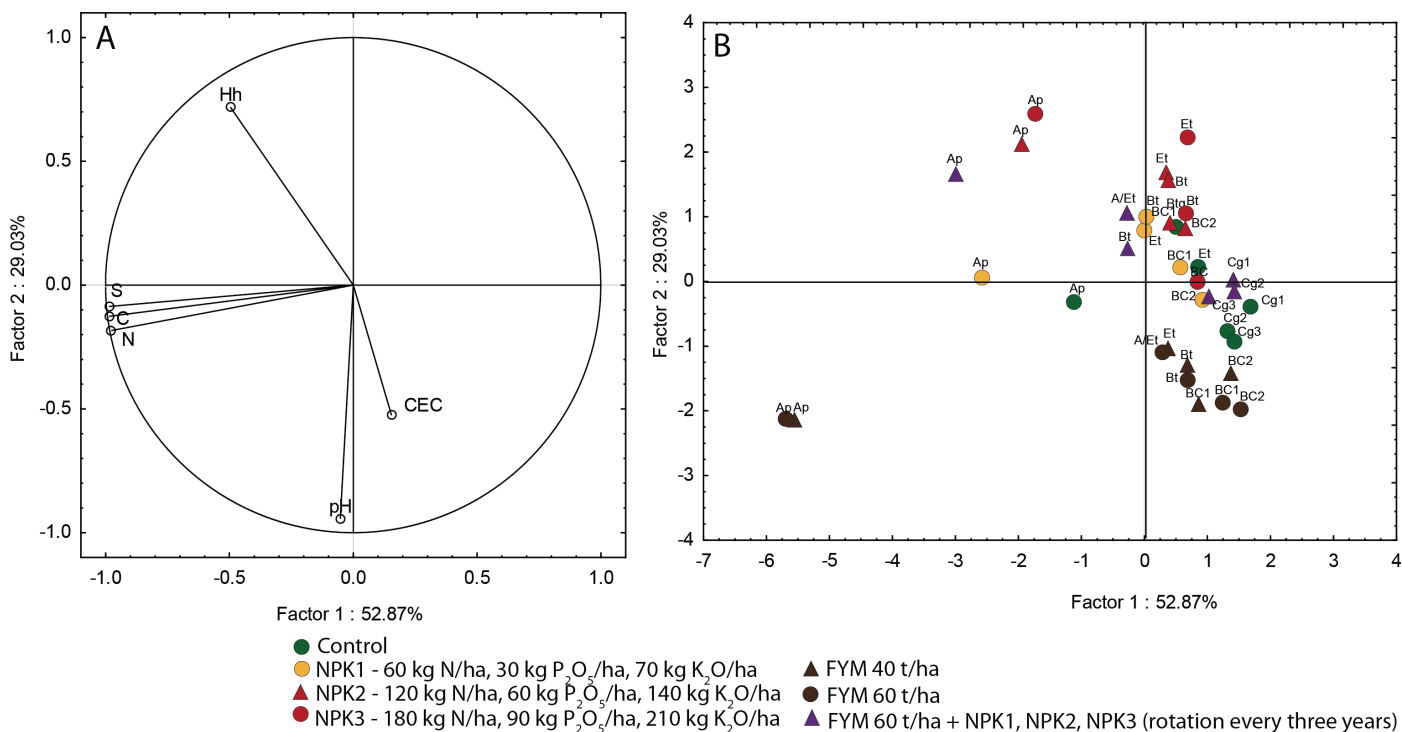 A
1.0
0.5
0.0
-0.5
-1.0
Factor 2 : 29.03%
Hh
S
C
N
CEC
pH
-1.0 -0.5 0.0 0.5 1.0
Factor 1 : 52.87%
B
4
3
2
1
0
-1
-2
-3
-4
Factor 2 : 29.03%
Ap
Ap
Et
Ap
Et
Bt
A/Et
Bt
Btg
Bt
BC1
BC2
Bt
Et
Ap
BC1
Et
Cg1
BC
Cg2
Ap
BC2
Cg3
Cg1
Cg2
Cg3
A/Et
Et
Bt
BC2
Bt
BC1
BC1
BC2
Ap
Ap
-7 -6 -5 -4 -3 -2 -1 0 1 2 3 4
Factor 1 : 52.87%
Control
NPK1 - 60 kg N/ha, 30 kg P₂O₅/ha, 70 kg K₂O/ha
NPK2 - 120 kg N/ha, 60 kg P₂O₅/ha, 140 kg K₂O/ha
NPK3 - 180 kg N/ha, 90 kg P₂O₅/ha, 210 kg K₂O/ha
FYM 40 t/ha
FYM 60 t/ha
FYM 60 t/ha + NPK1, NPK2, NPK3 (rotation every three years)